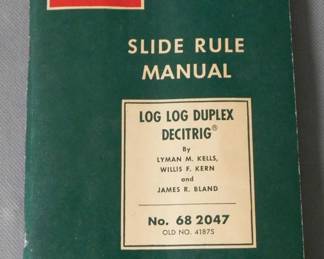 SLIDE RULE
MANUAL
LOG LOG DUPLEX
DECITRIG®
By
LYMAN M. KELLS,
WILLIS F. KERN
and
JAMES R. BLAND
No. 68 2047
OLD NO. 4187S